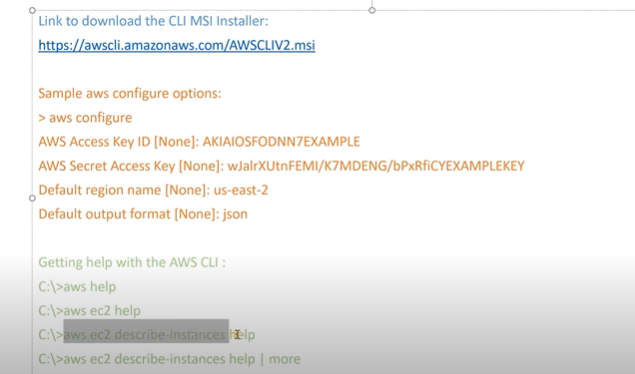 Link to download the CLI MSI Installer:
https://awscli.amazonaws.com/AWSCLIV2.msi
Sample aws configure options:
> aws configure
AWS Access Key ID [None]: AKIAIOSFODNN7EXAMPLE
AWS Secret Access Key [None]: wJalrXUtnFEMI/K7MDENG/bPxRfiCYEXAMPLEKEY
Default region name [None]: us-east-2
Default output format [None]: json
Getting help with the AWS CLI :
C:\>aws help
C:\>aws ec2 help
C:\>aws ec2 describe-instances help
C:\>aws ec2 describe-instances help | more